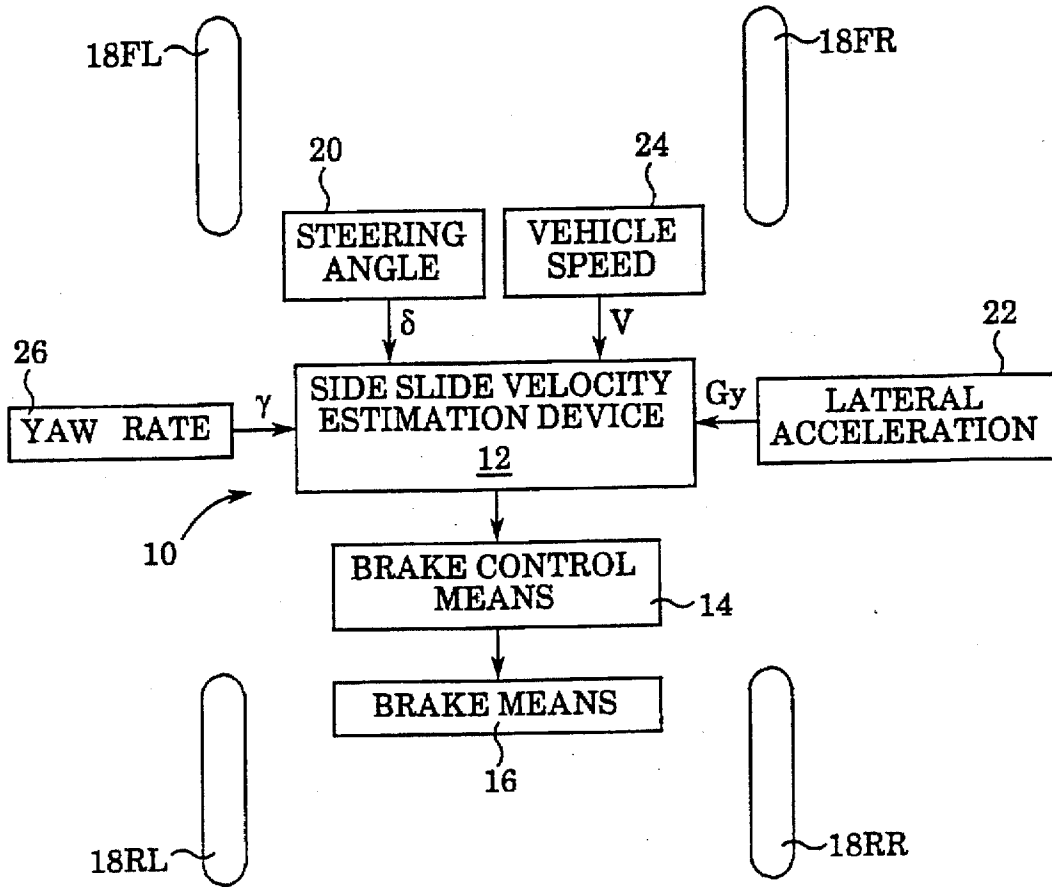 18FL
18FR
20
24
STEERING
ANGLE
VEHICLE
SPEED
δ
V
22
26
YAW RATE
γ
SIDE SLIDE VELOCITY
ESTIMATION DEVICE
12
Gy
LATERAL
ACCELERATION
10
BRAKE CONTROL
MEANS
14
BRAKE MEANS
16
18RL
18RR